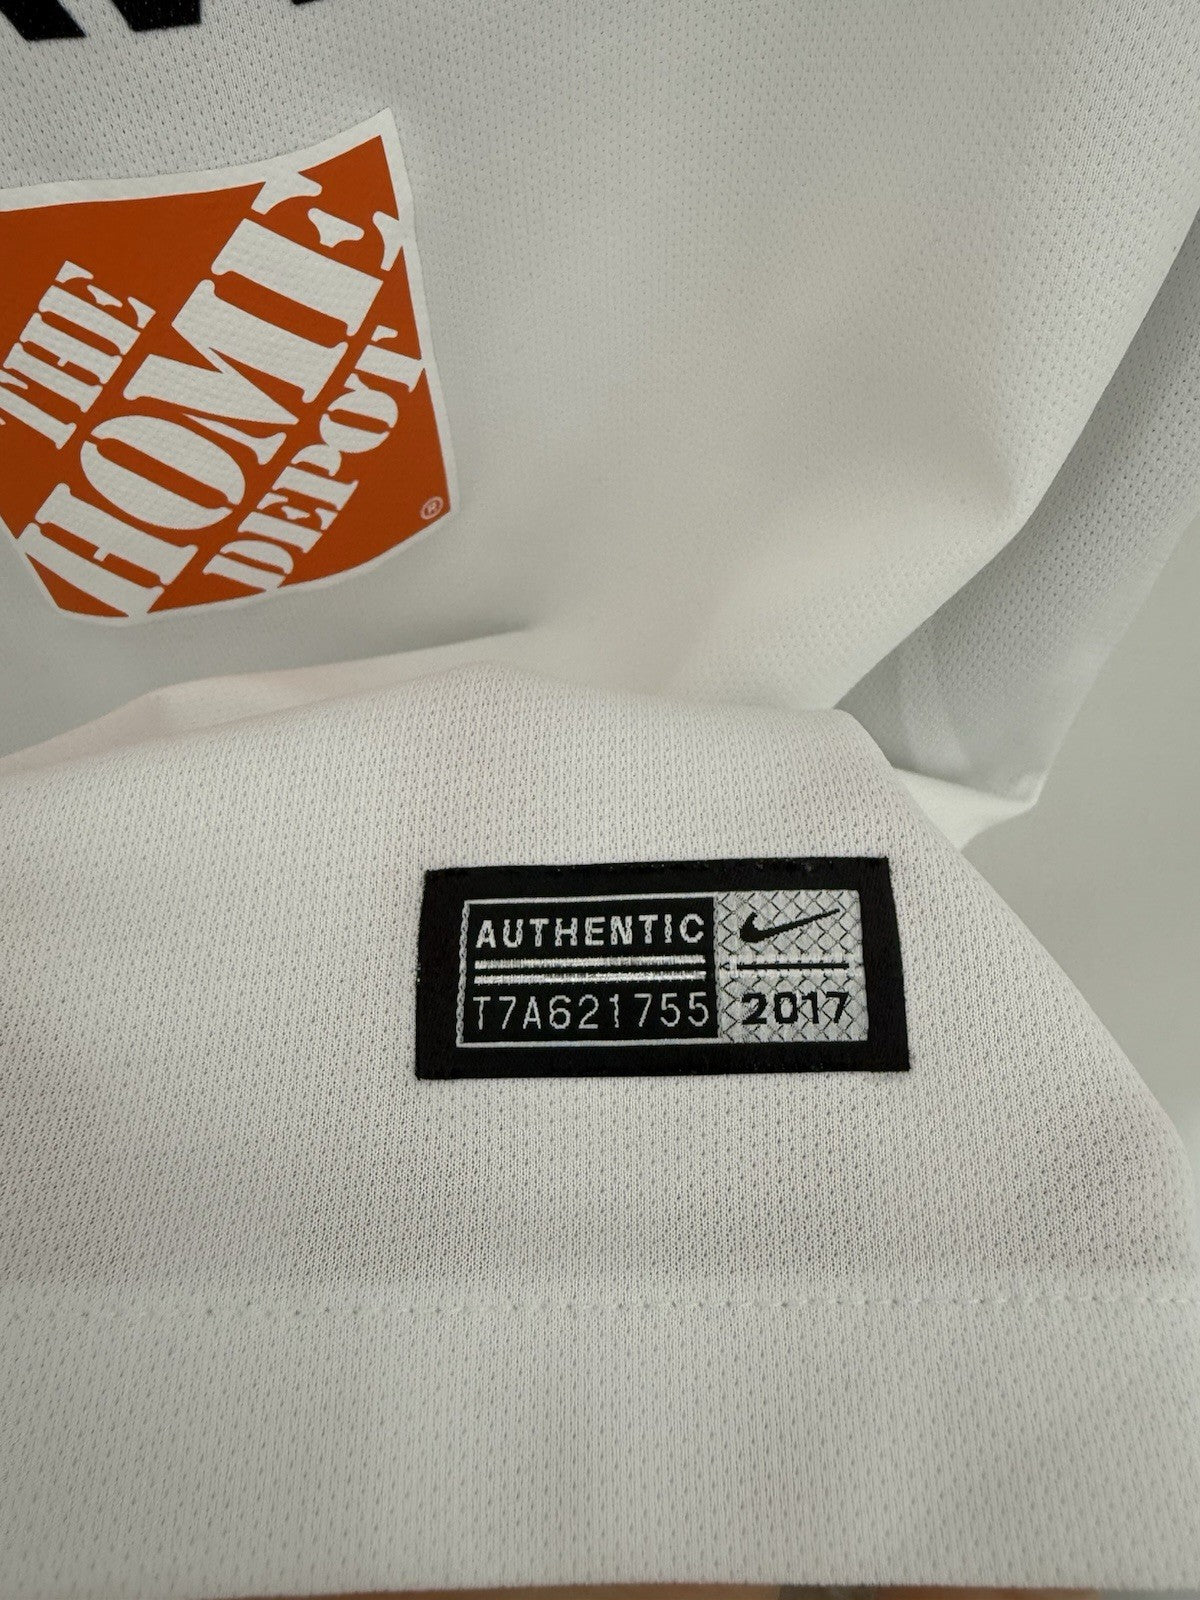 THE
HOME
DEPOT
®
AUTHENTIC
T7A621755
2017